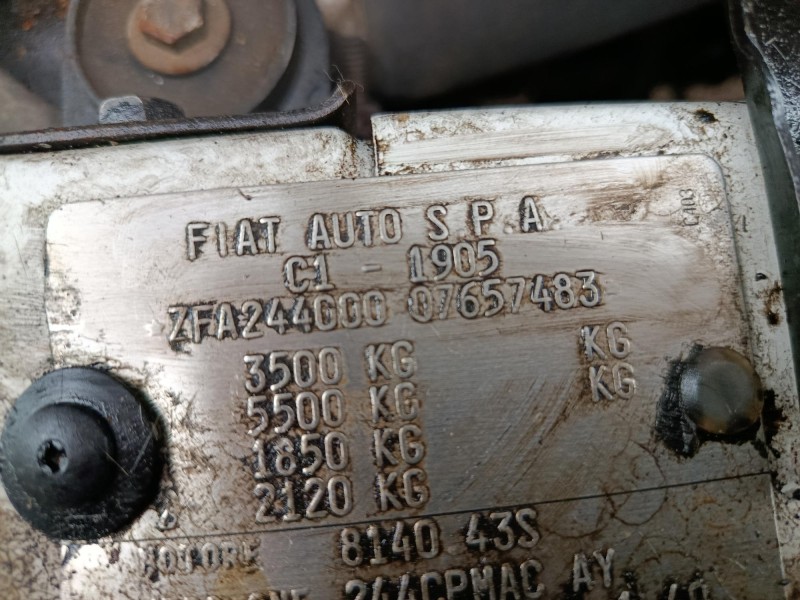 FIAT AUTO S.P.A.
C1 - 1905
ZFA244000 07657483
3500 KG KG
5500 KG KG
1850 KG
2120 KG
MOTORE 8140.43S
244CPMAC AY